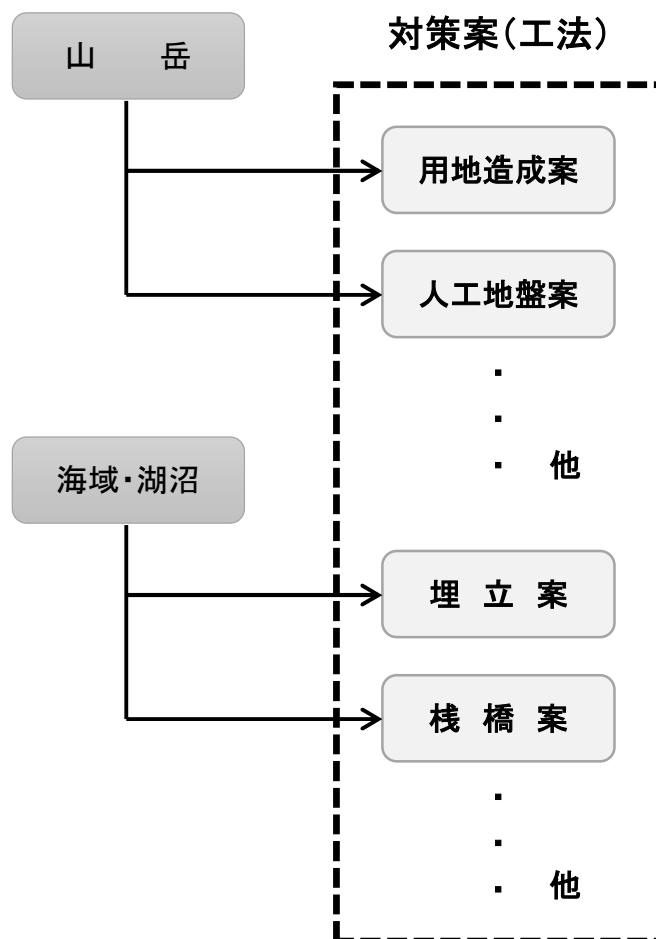 対策案（工法）
山　　岳
用地造成案
人工地盤案
・
・
・　他
海域・湖沼
埋 立 案
桟 橋 案
・
・
・　他